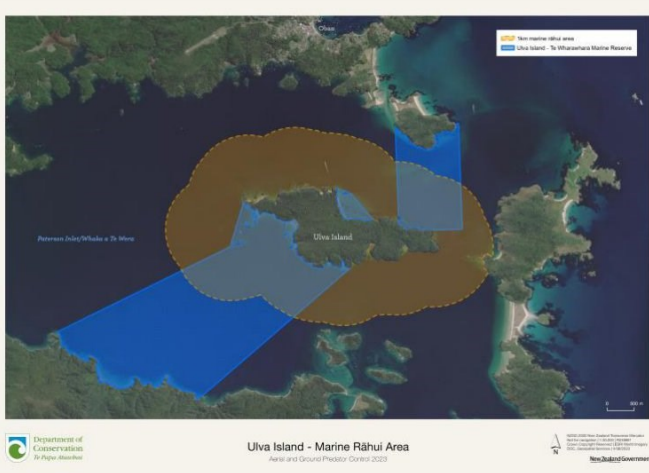 Oban
1km marine rāhui area
Ulva Island - Te Wharawhara Marine Reserve
Paterson Inlet/Whaka a Te Wera
Ulva Island
Department of
Conservation
Te Papa Atawhai
Ulva Island - Marine Rāhui Area
Aerial and Ground Predator Control 2023
N
New Zealand Government